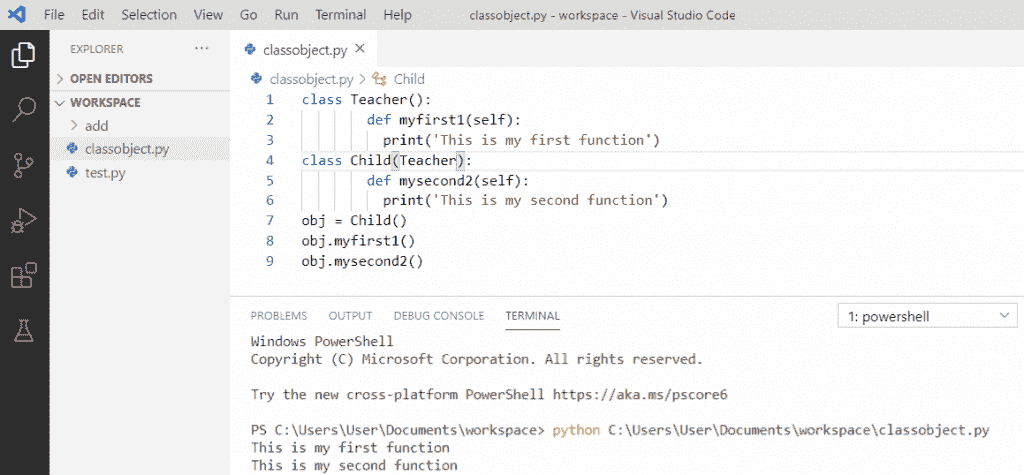 File Edit Selection View Go Run Terminal Help classobject.py - workspace - Visual Studio Code
EXPLORER ...
OPEN EDITORS
WORKSPACE
add
classobject.py
test.py
classobject.py
classobject.py > Child
1 class Teacher():
2 def myfirst1(self):
3 print('This is my first function')
4 class Child(Teacher):
5 def mysecond2(self):
6 print('This is my second function')
7 obj = Child()
8 obj.myfirst1()
9 obj.mysecond2()
PROBLEMS OUTPUT DEBUG CONSOLE TERMINAL 1: powershell
Windows PowerShell
Copyright (C) Microsoft Corporation. All rights reserved.
Try the new cross-platform PowerShell https://aka.ms/pscore6
PS C:\Users\User\Documents\workspace> python C:\Users\User\Documents\workspace\classobject.py
This is my first function
This is my second function